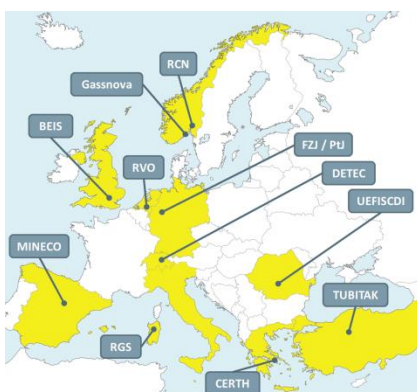 RCN
Gassnova
BEIS
FZJ / PtJ
RVO
DETEC
UEFISCDI
MINECO
TUBITAK
RGS
CERTH